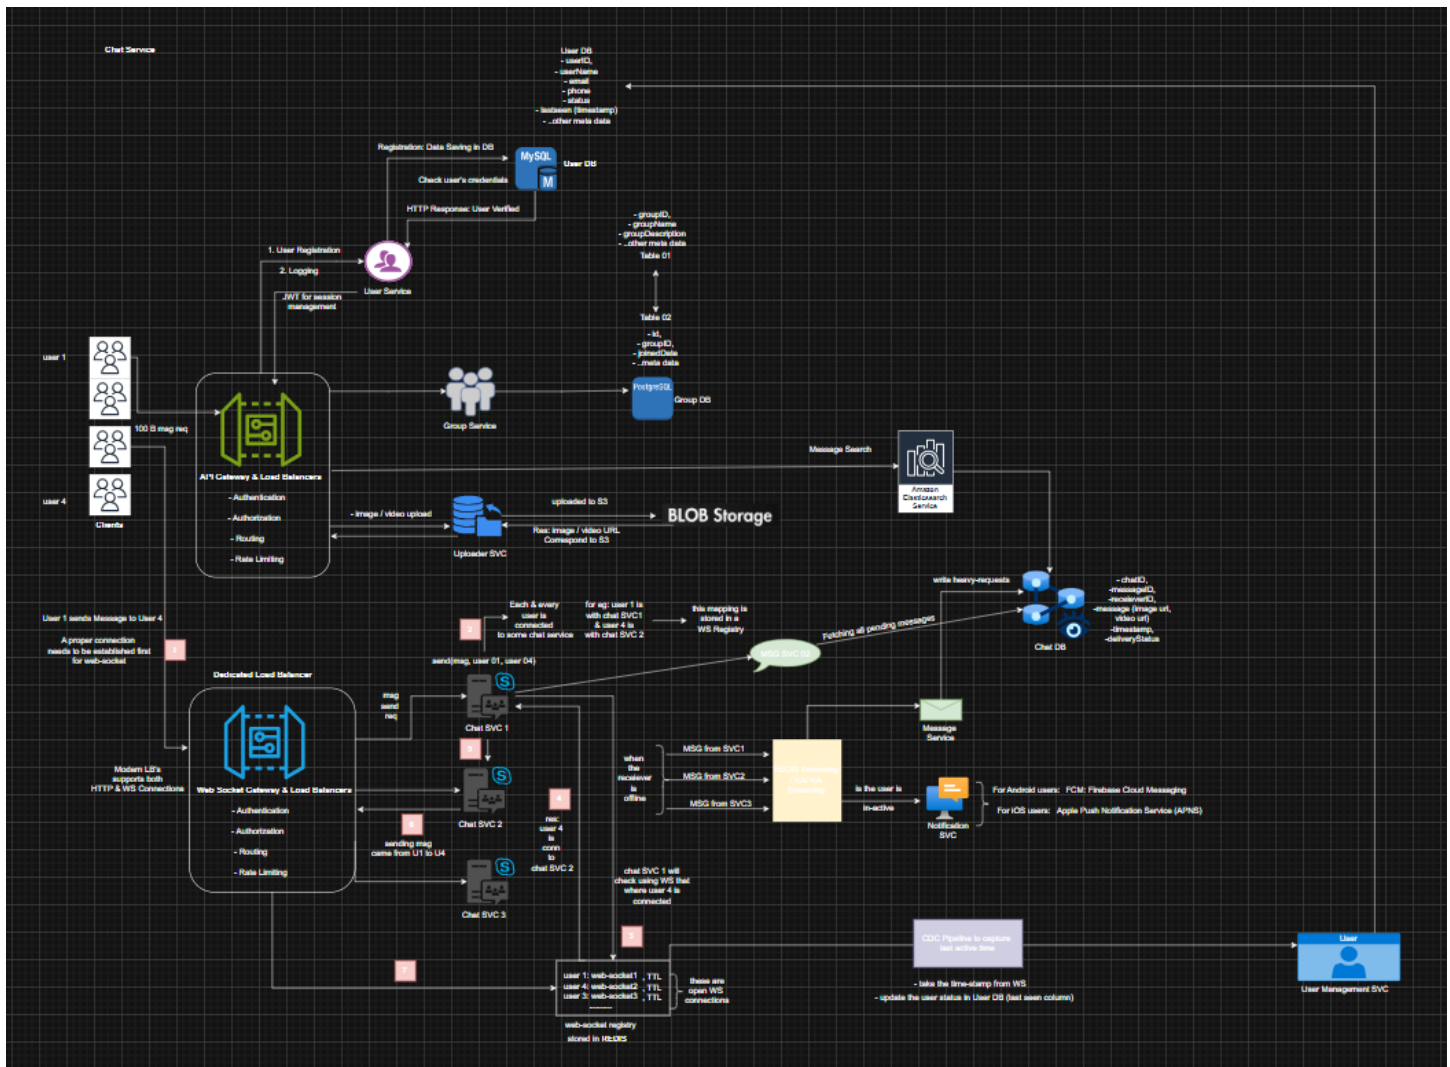 Chat Service
User DB
- userID,
- userName
- email
- phone
- status
- lastseen (timestamp)
- ..other meta data
Registration: Data Saving in DB
MySQL
M
User DB
Check user's credentials
HTTP Response: User Verified
- groupID,
- groupName
- groupDescription
- ..other meta data
Table 01
1. User Registration
2. Logging
User Service
JWT for session
management
Table 02
- id,
- groupID,
- joinedDate
- ..meta data
user 1
PostgreSQL
Group DB
Group Service
100 B msg req
Message Search
API Gateway & Load Balancers
- Authentication
- Authorization
- Routing
- Rate Limiting
Amazon
Elasticsearch
Service
user 4
Clients
- image / video upload
uploaded to S3
BLOB Storage
Res: image / video URL
Correspond to S3
Uploader SVC
write heavy-requests
- chatID,
-messageID,
-receieverID,
-message (image url,
video url)
-timestamp,
-deliveryStatus
Chat DB
User 1 sends Message to User 4
A proper connection
needs to be established first
for web-socket
1
2
Each & every
user is
connected
to some chat service
for eg: user 1 is
with chat SVC1
& user 4 is
with chat SVC 2
this mapping is
stored in a
WS Registry
Fetching all pending messages
MSG SVC 02
send(msg, user 01, user 04)
Dedicated Load Balancer
msg
send
req
Chat SVC 1
Message
Service
5
when
the
receiever
is
offline
MSG from SVC1
MSG from SVC2
MSG from SVC3
Modern LB's
supports both
HTTP & WS Connections
Web Socket Gateway & Load Balancers
- Authentication
- Authorization
- Routing
- Rate Limiting
Chat SVC 2
4
is the user is
in-active
Notification
SVC
For Android users: FCM: Firebase Cloud Messaging
For iOS users: Apple Push Notification Service (APNS)
6
sending msg
came from U1 to U4
res:
user 4
is
conn
to
chat SVC 2
chat SVC 1 will
check using WS that
where user 4 is
connected
Chat SVC 3
3
CDC Pipeline to capture
last active time
User
User Management SVC
7
user 1: web-socket1 , TTL
user 4: web-socket2 , TTL
user 3: web-socket3 , TTL
these are
open WS
connections
- take the time-stamp from WS
- update the user status in User DB (last seen column)
web-socket registry
stored in REDIS